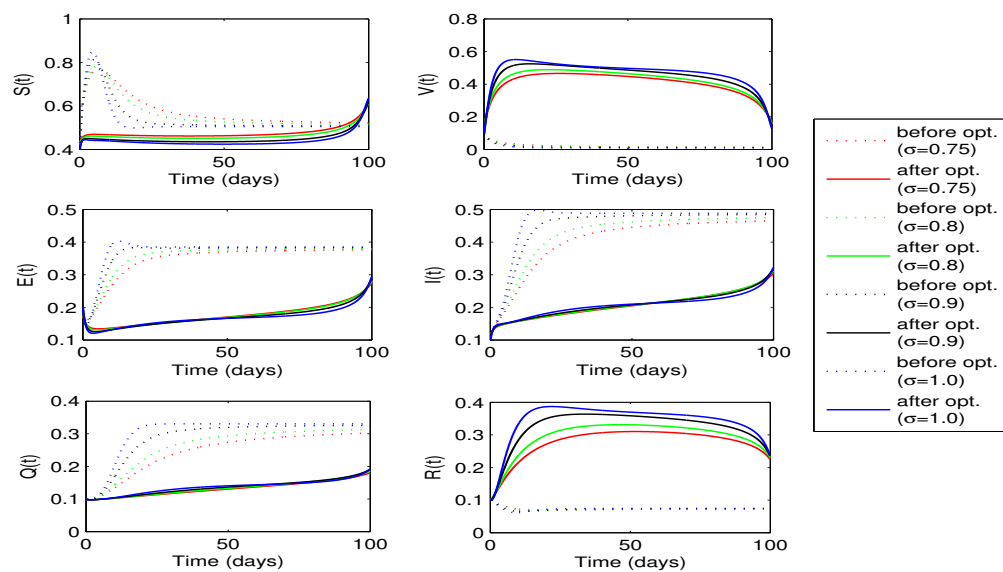 1
0.8
0.6
0.4
0 50 100
Time (days)
S(t)
0.8
0.6
0.4
0.2
0
0 50 100
Time (days)
V(t)
0.5
0.4
0.3
0.2
0.1
0 50 100
Time (days)
E(t)
0.5
0.4
0.3
0.2
0.1
0 50 100
Time (days)
I(t)
0.4
0.3
0.2
0.1
0
0 50 100
Time (days)
Q(t)
0.4
0.3
0.2
0.1
0
0 50 100
Time (days)
R(t)
before opt.
(σ=0.75)
after opt.
(σ=0.75)
before opt.
(σ=0.8)
after opt.
(σ=0.8)
before opt.
(σ=0.9)
after opt.
(σ=0.9)
before opt.
(σ=1.0)
after opt.
(σ=1.0)